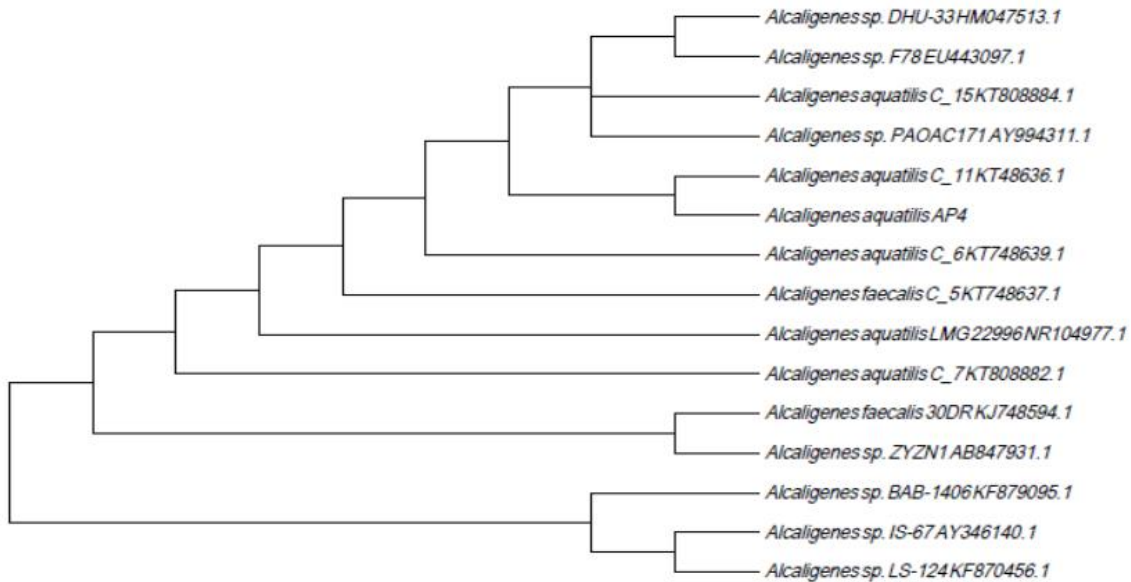 Alcaligenes sp. DHU-33 HM047513.1
Alcaligenes sp. F78 EU443097.1
Alcaligenes aquatilis C_15 KT808884.1
Alcaligenes sp. PAOAC171 AY994311.1
Alcaligenes aquatilis C_11 KT48636.1
Alcaligenes aquatilis AP4
Alcaligenes aquatilis C_6 KT748639.1
Alcaligenes faecalis C_5 KT748637.1
Alcaligenes aquatilis LMG 22996 NR104977.1
Alcaligenes aquatilis C_7 KT808882.1
Alcaligenes faecalis 30DR KJ748594.1
Alcaligenes sp. ZYZN1 AB847931.1
Alcaligenes sp. BAB-1406 KF879095.1
Alcaligenes sp. IS-67 AY346140.1
Alcaligenes sp. LS-124 KF870456.1